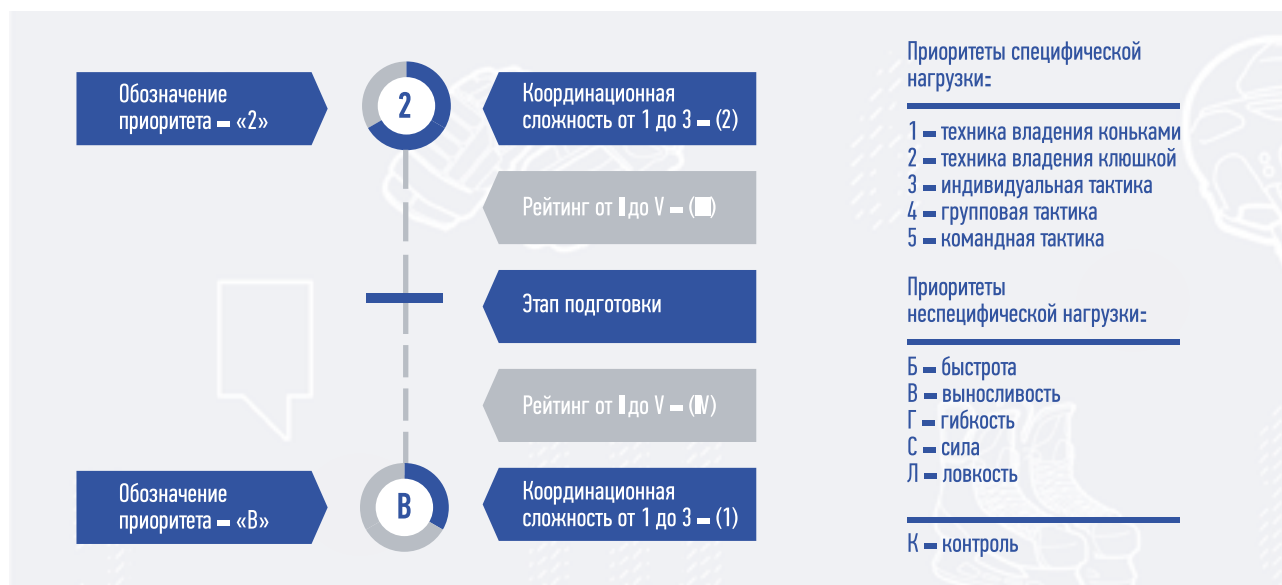 Обозначение
приоритета – «2»
2
Координационная
сложность от 1 до 3 – (2)
Рейтинг от I до V – (III)
Этап подготовки
Рейтинг от I до V – (IV)
Обозначение
приоритета – «В»
В
Координационная
сложность от 1 до 3 – (1)
Приоритеты специфической
нагрузки:
1 – техника владения коньками
2 – техника владения клюшкой
3 – индивидуальная тактика
4 – групповая тактика
5 – командная тактика
Приоритеты
неспецифической нагрузки:
Б – быстрота
В – выносливость
Г – гибкость
С – сила
Л – ловкость
К – контроль